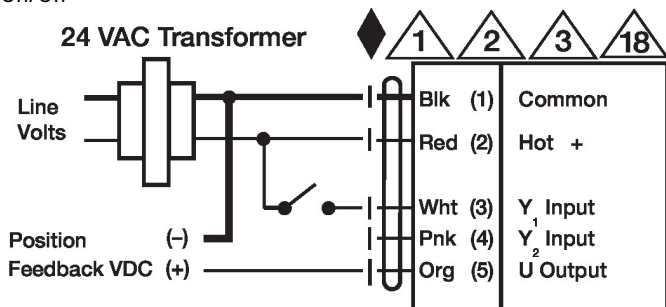 24 VAC Transformer
1 2 3 18
Line
Volts
Blk (1) Common
Red (2) Hot +
Wht (3) Y1 Input
Pnk (4) Y2 Input
Org (5) U Output
Position (–)
Feedback VDC (+)